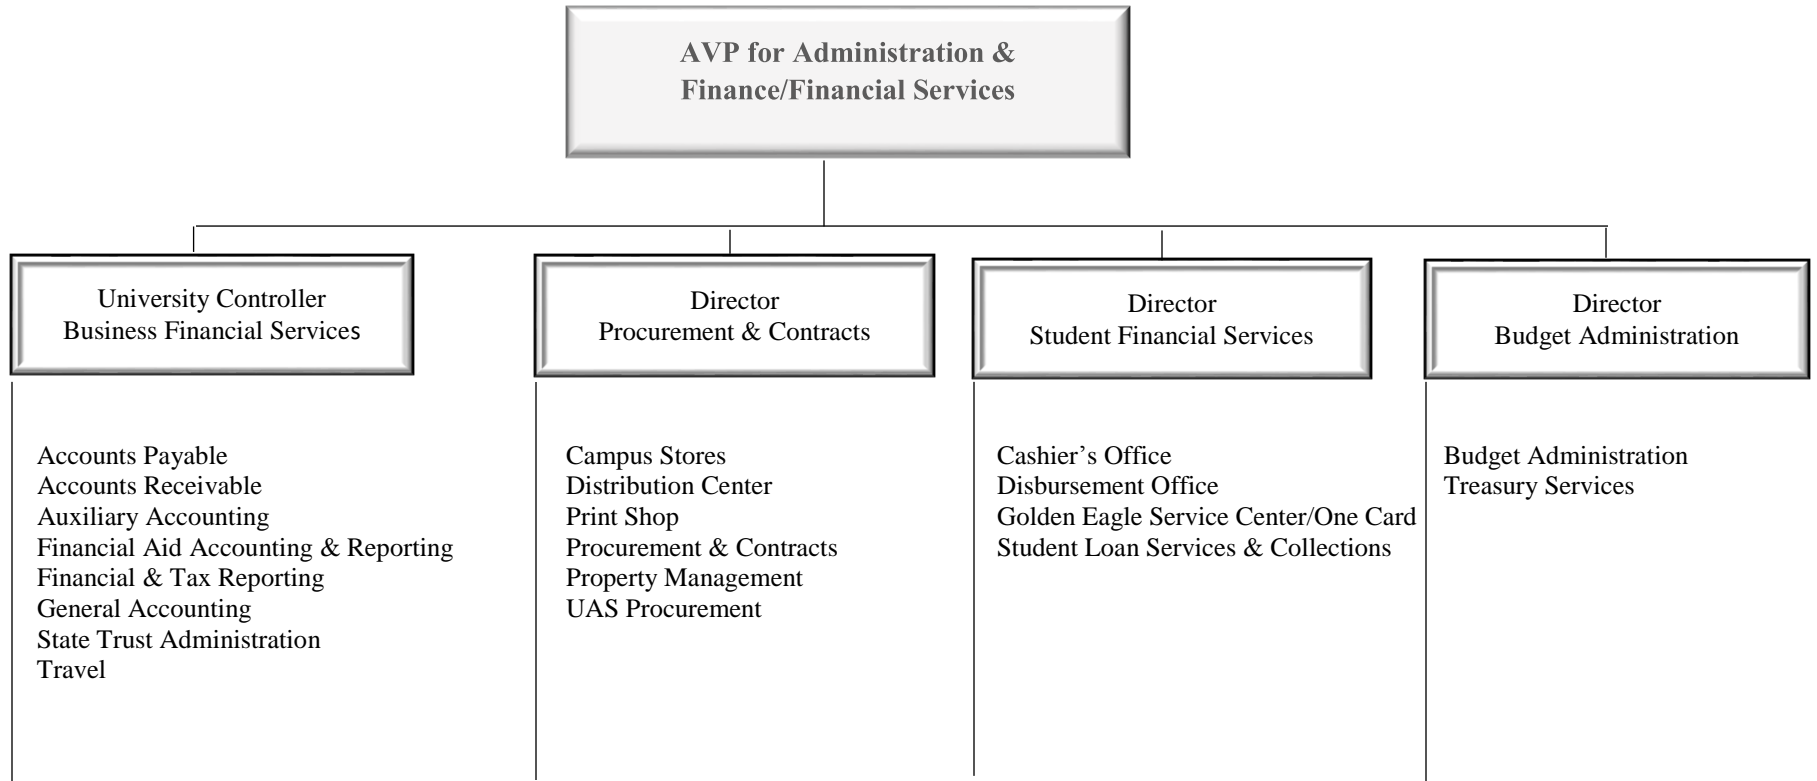 AVP for Administration &
Finance/Financial Services
University Controller
Business Financial Services
Director
Procurement & Contracts
Director
Student Financial Services
Director
Budget Administration
Accounts Payable
Accounts Receivable
Auxiliary Accounting
Financial Aid Accounting & Reporting
Financial & Tax Reporting
General Accounting
State Trust Administration
Travel
Campus Stores
Distribution Center
Print Shop
Procurement & Contracts
Property Management
UAS Procurement
Cashier’s Office
Disbursement Office
Golden Eagle Service Center/One Card
Student Loan Services & Collections
Budget Administration
Treasury Services